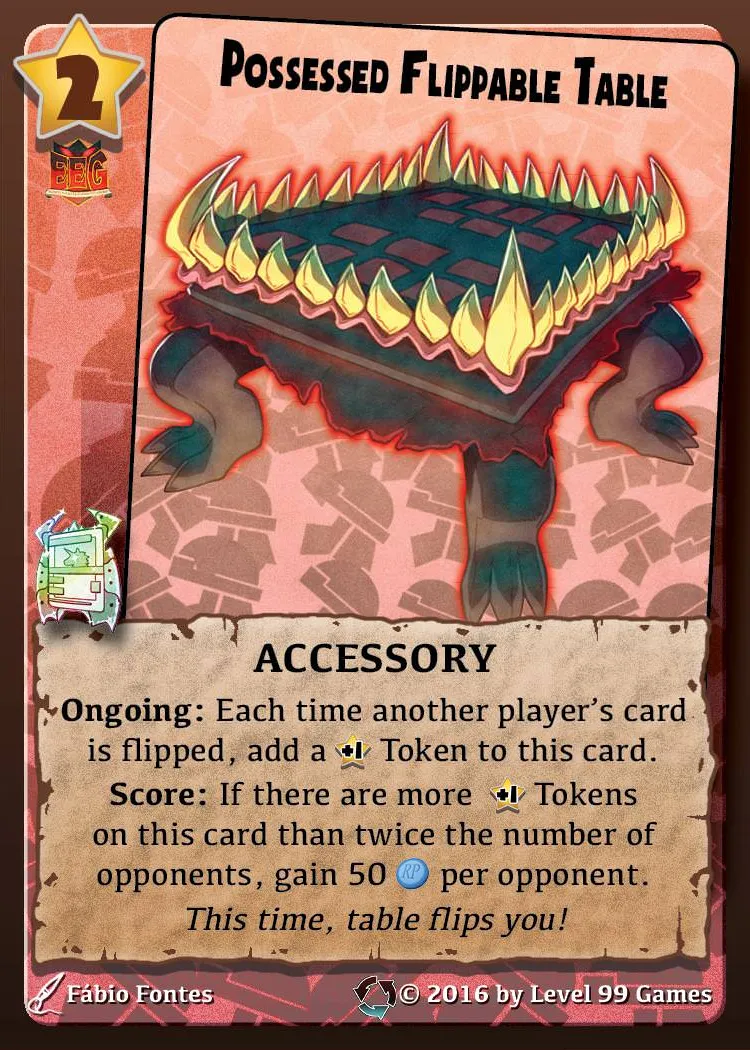 2
Possessed Flippable Table
EEG
ACCESSORY
Ongoing: Each time another player's card
is flipped, add a +1 Token to this card.
Score: If there are more +1 Tokens
on this card than twice the number of
opponents, gain 50 RP per opponent.
This time, table flips you!
Fábio Fontes
© 2016 by Level 99 Games